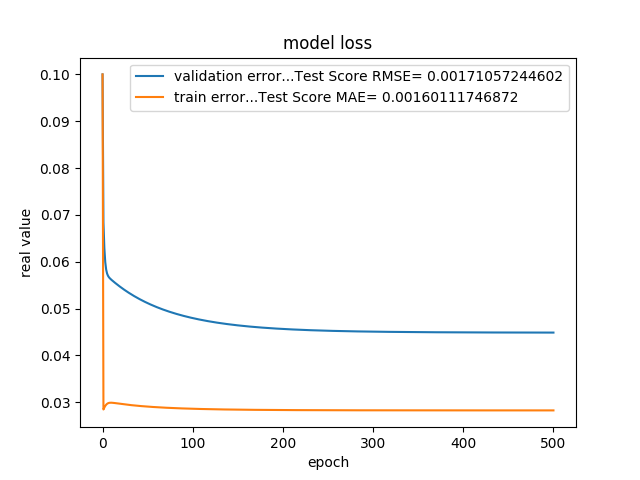 model loss
validation error...Test Score RMSE= 0.00171057244602
train error...Test Score MAE= 0.00160111746872
0.10
0.09
0.08
0.07
0.06
0.05
0.04
0.03
real value
0 100 200 300 400 500
epoch